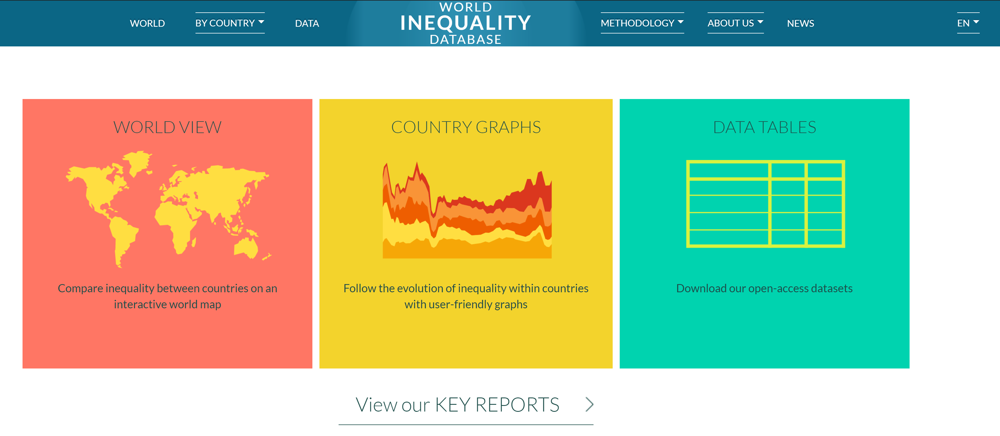 WORLD
BY COUNTRY
DATA
WORLD
INEQUALITY
DATABASE
METHODOLOGY
ABOUT US
NEWS
EN
WORLD VIEW
Compare inequality between countries on an
interactive world map
COUNTRY GRAPHS
Follow the evolution of inequality within countries
with user-friendly graphs
DATA TABLES
Download our open-access datasets
View our KEY REPORTS